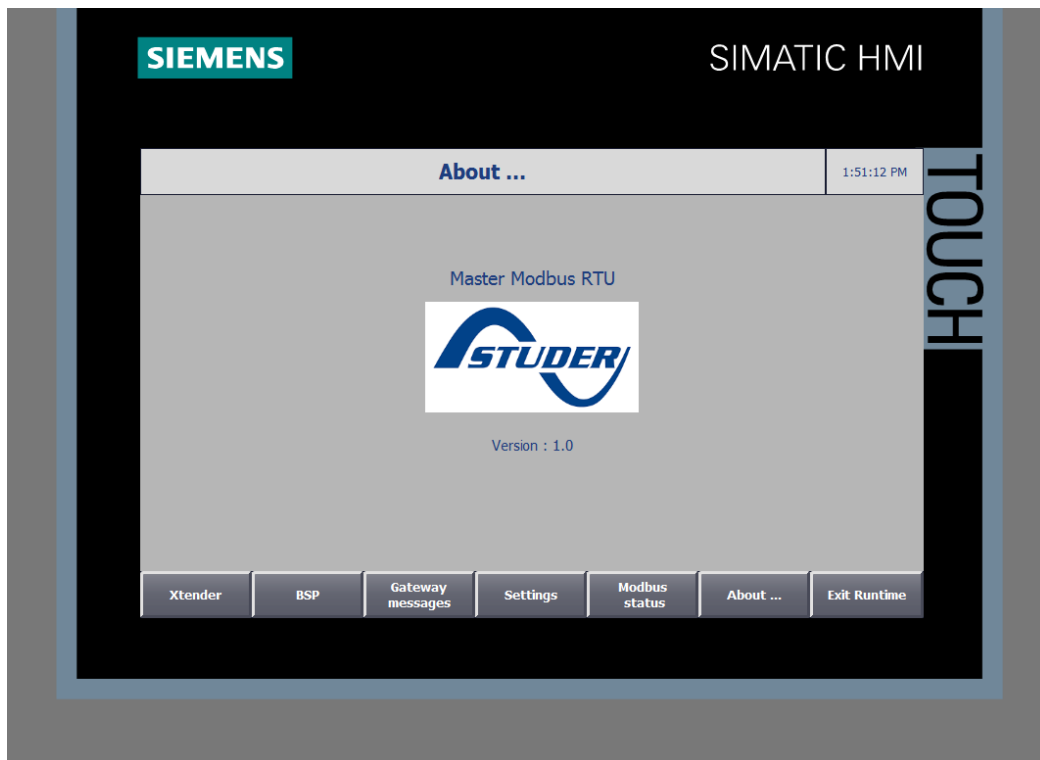 SIEMENS
SIMATIC HMI
About ...
1:51:12 PM
TOUCH
Master Modbus RTU
STUDER
Version : 1.0
Xtender
BSP
Gateway
messages
Settings
Modbus
status
About ...
Exit Runtime